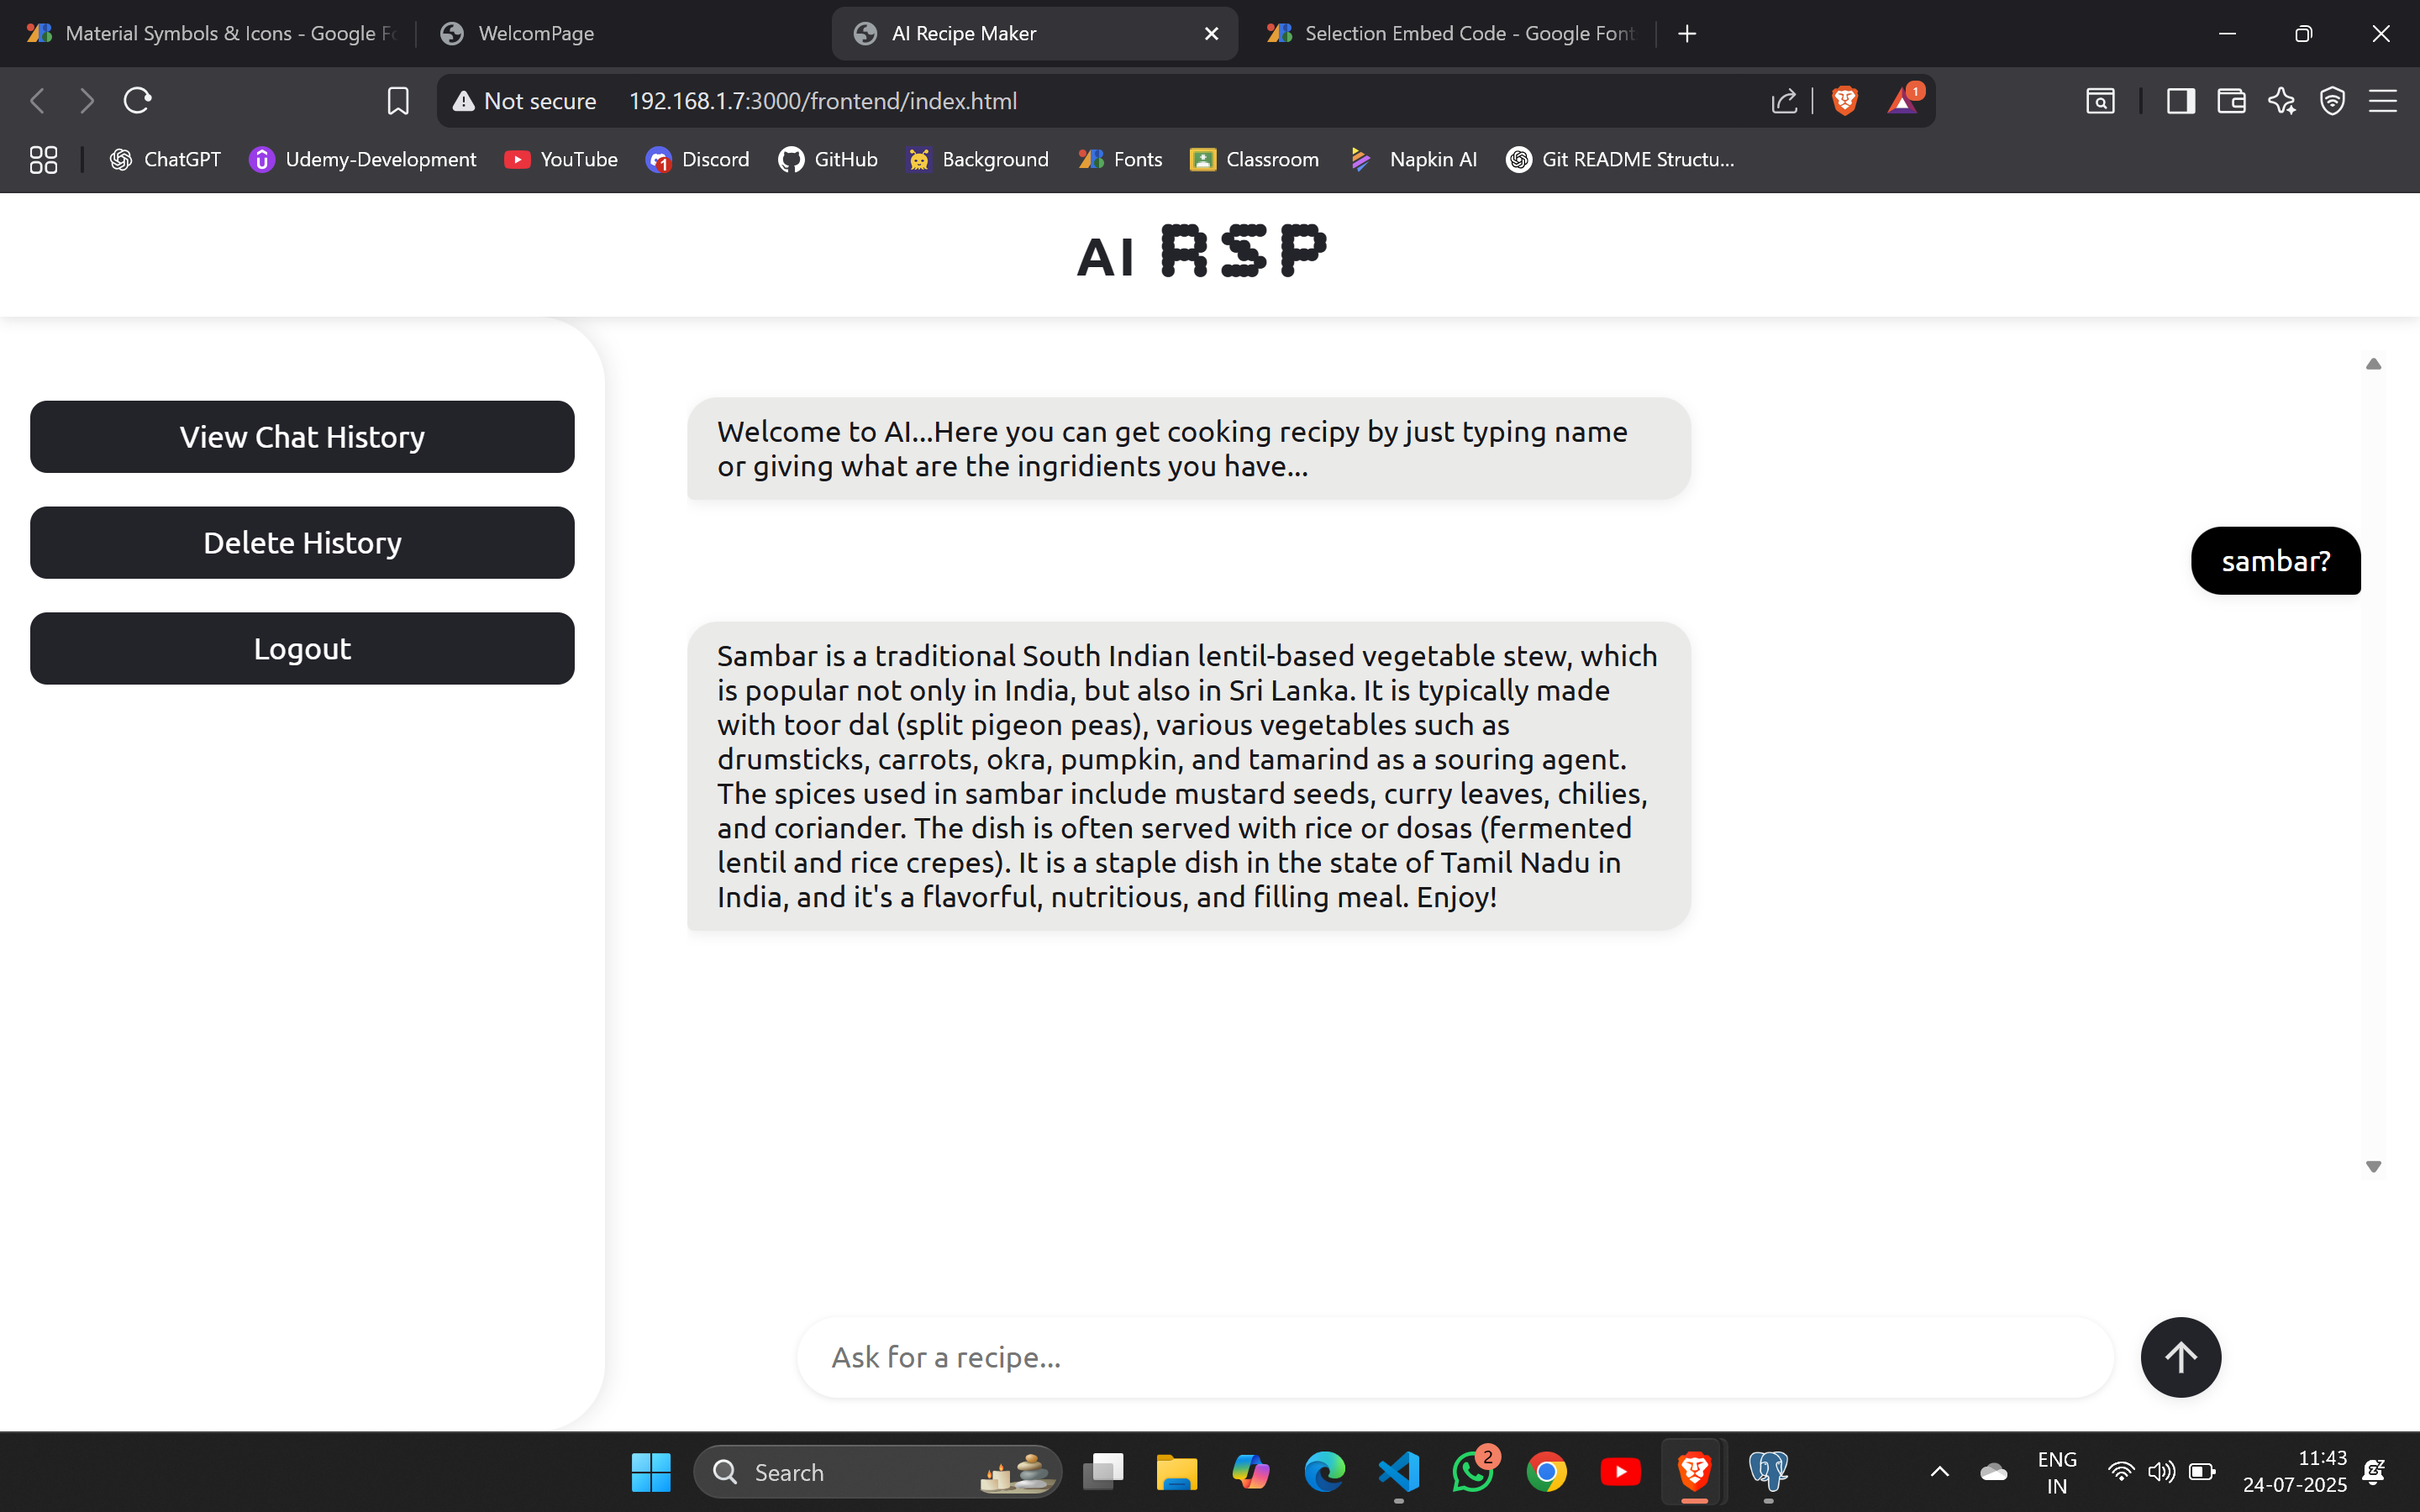 Material Symbols & Icons - Google Fo
WelcomPage
AI Recipe Maker
Selection Embed Code - Google Font
Not secure
192.168.1.7:3000/frontend/index.html
1
ChatGPT
Udemy-Development
YouTube
1
Discord
GitHub
Background
Fonts
Classroom
Napkin AI
Git README Structu...
AI RSP
View Chat History
Delete History
Logout
Welcome to AI...Here you can get cooking recipy by just typing name
or giving what are the ingridients you have...
sambar?
Sambar is a traditional South Indian lentil-based vegetable stew, which
is popular not only in India, but also in Sri Lanka. It is typically made
with toor dal (split pigeon peas), various vegetables such as
drumsticks, carrots, okra, pumpkin, and tamarind as a souring agent.
The spices used in sambar include mustard seeds, curry leaves, chilies,
and coriander. The dish is often served with rice or dosas (fermented
lentil and rice crepes). It is a staple dish in the state of Tamil Nadu in
India, and it's a flavorful, nutritious, and filling meal. Enjoy!
Ask for a recipe...
Search
2
ENG
IN
11:43
24-07-2025